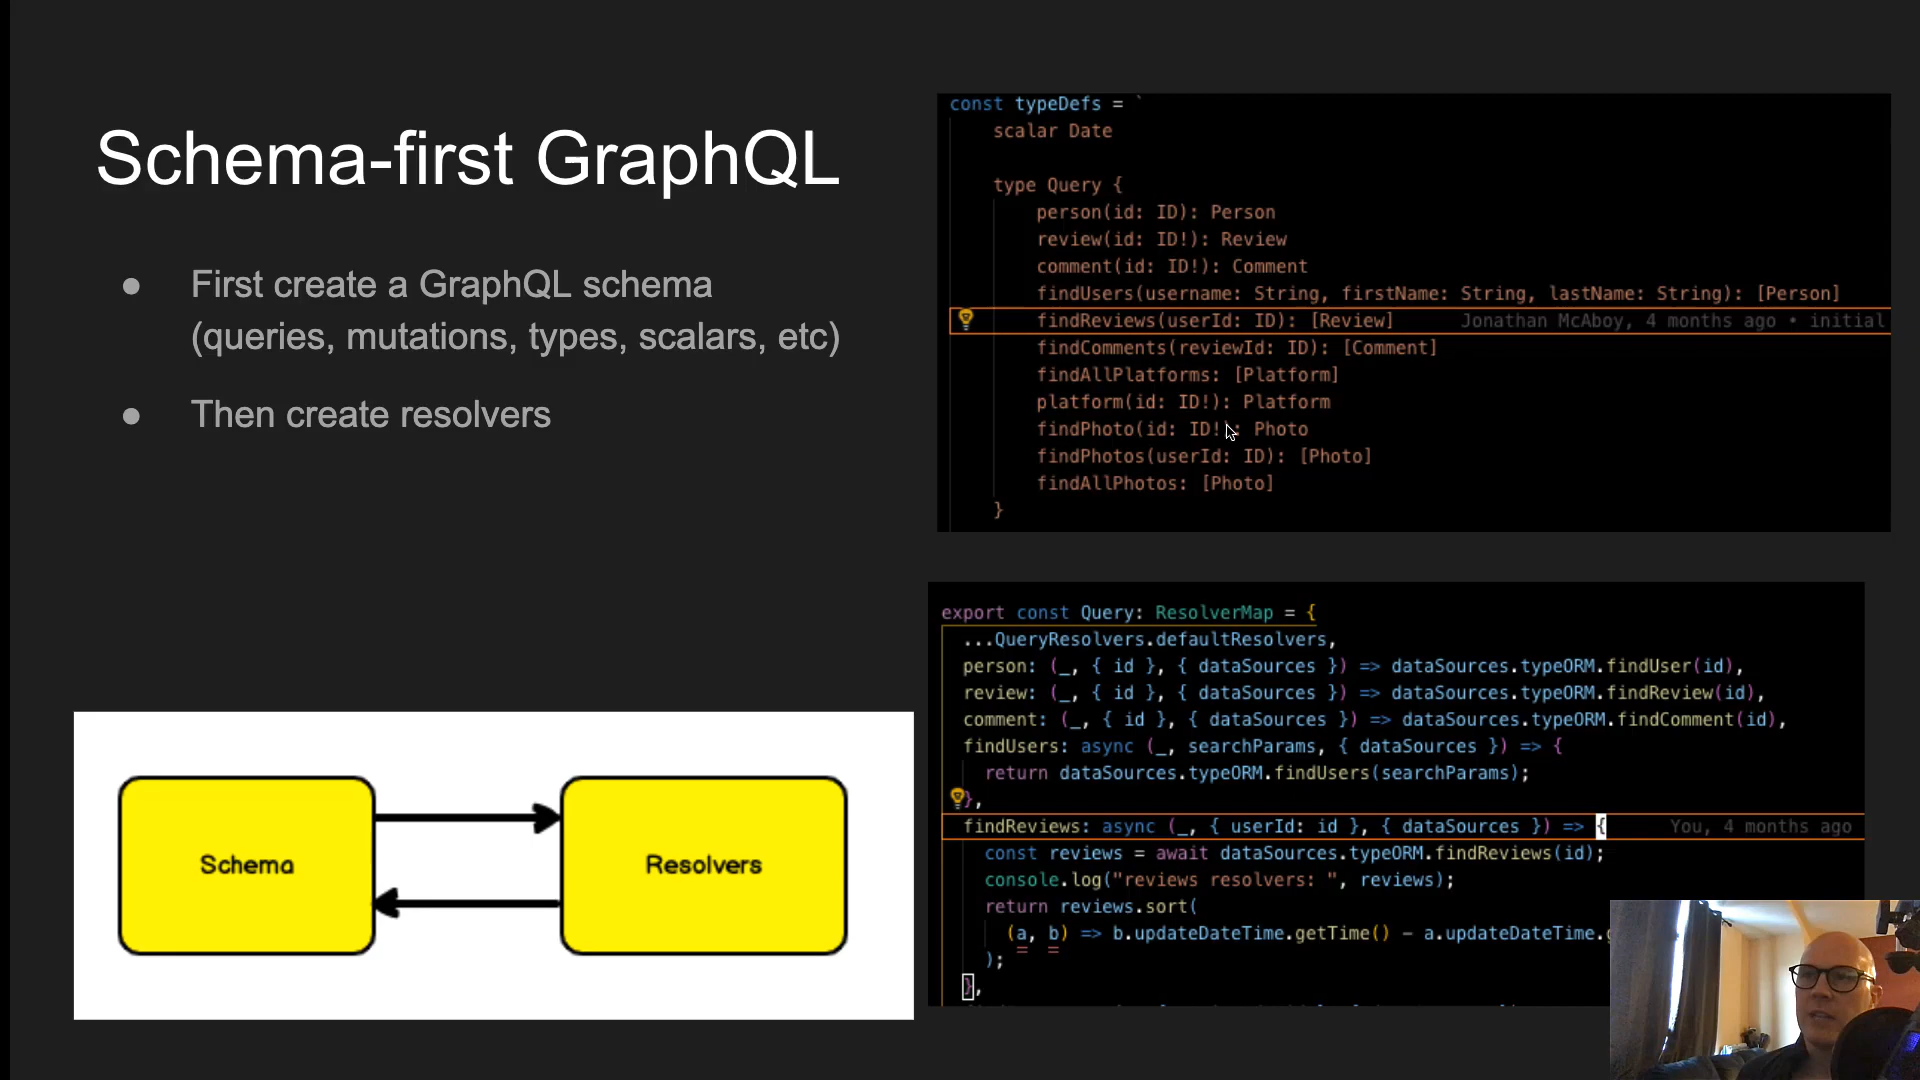 Schema-first GraphQL
● First create a GraphQL schema
(queries, mutations, types, scalars, etc)
● Then create resolvers
Schema
Resolvers
const typeDefs = `
scalar Date
type Query {
person(id: ID): Person
review(id: ID!): Review
comment(id: ID!): Comment
findUsers(username: String, firstName: String, lastName: String): [Person]
findReviews(userId: ID): [Review] Jonathan McAboy, 4 months ago • initial
findComments(reviewId: ID): [Comment]
findAllPlatforms: [Platform]
platform(id: ID!): Platform
findPhoto(id: ID!): Photo
findPhotos(userId: ID): [Photo]
findAllPhotos: [Photo]
}
export const Query: ResolverMap = {
...QueryResolvers.defaultResolvers,
person: (_, { id }, { dataSources }) => dataSources.typeORM.findUser(id),
review: (_, { id }, { dataSources }) => dataSources.typeORM.findReview(id),
comment: (_, { id }, { dataSources }) => dataSources.typeORM.findComment(id),
findUsers: async (_, searchParams, { dataSources }) => {
return dataSources.typeORM.findUsers(searchParams);
},
findReviews: async (_, { userId: id }, { dataSources }) => { You, 4 months ago
const reviews = await dataSources.typeORM.findReviews(id);
console.log("reviews resolvers: ", reviews);
return reviews.sort(
(a, b) => b.updateDateTime.getTime() - a.updateDateTime.
);
},